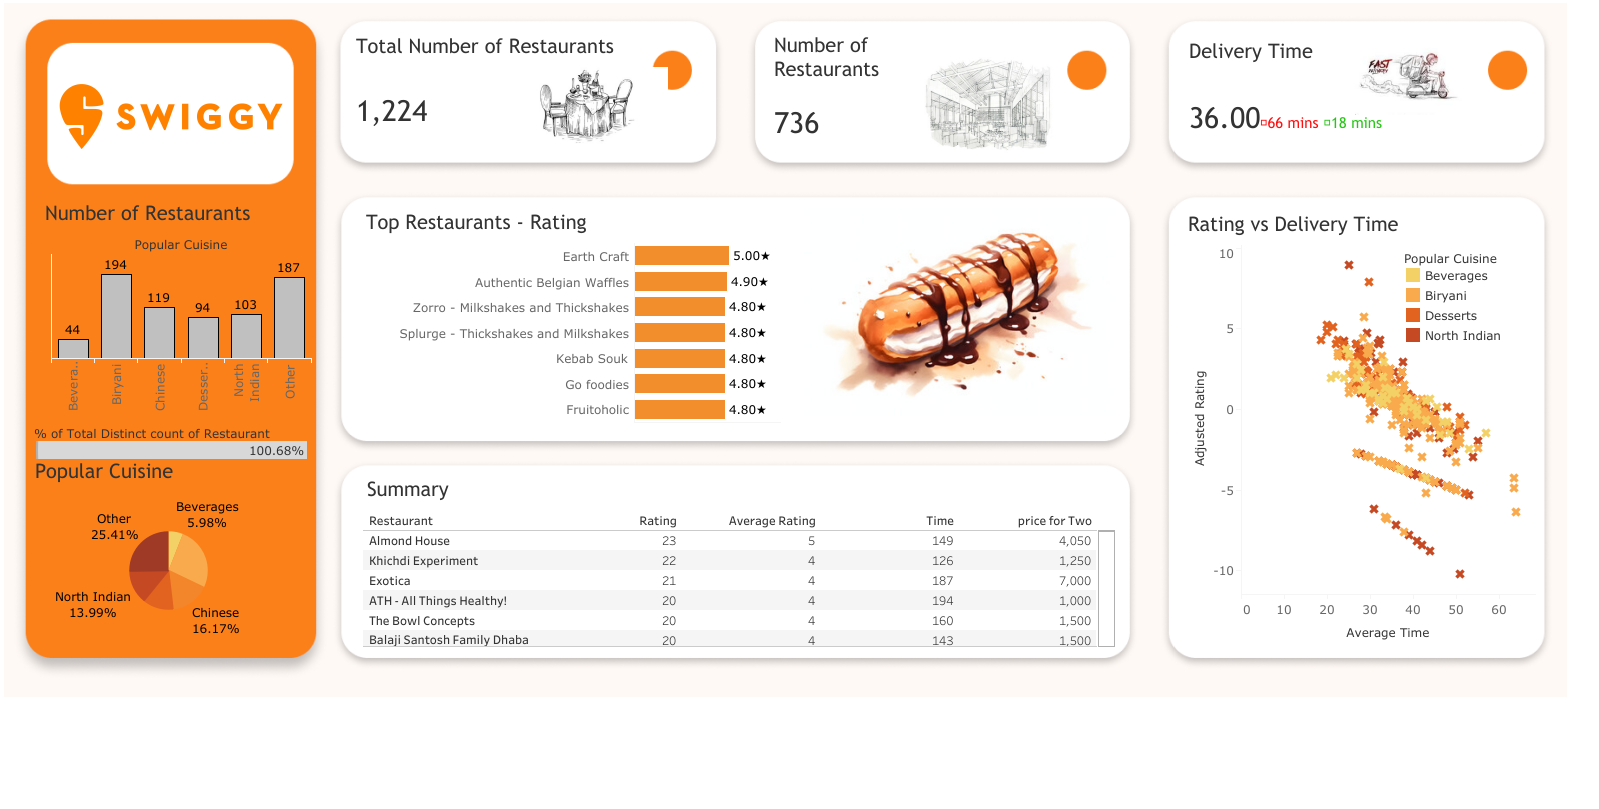 SWIGGY
Number of Restaurants
Popular Cuisine
44
194
119
94
103
187
Bevera..
Biryani
Chinese
Desser..
North
Indian
Other
% of Total Distinct count of Restaurant
100.68%
Popular Cuisine
Beverages
5.98%
Other
25.41%
North Indian
13.99%
Chinese
16.17%
Total Number of Restaurants
1,224
Number of
Restaurants
736
Delivery Time
FAST
DELIVERY
36.00▫66 mins ▫18 mins
Top Restaurants - Rating
Earth Craft 5.00★
Authentic Belgian Waffles 4.90★
Zorro - Milkshakes and Thickshakes 4.80★
Splurge - Thickshakes and Milkshakes 4.80★
Kebab Souk 4.80★
Go foodies 4.80★
Fruitoholic 4.80★
Summary
Restaurant Rating Average Rating Time price for Two
Almond House 23 5 149 4,050
Khichdi Experiment 22 4 126 1,250
Exotica 21 4 187 7,000
ATH - All Things Healthy! 20 4 194 1,000
The Bowl Concepts 20 4 160 1,500
Balaji Santosh Family Dhaba 20 4 143 1,500
Rating vs Delivery Time
Popular Cuisine
Beverages
Biryani
Desserts
North Indian
Adjusted Rating
10
5
0
-5
-10
0 10 20 30 40 50 60
Average Time